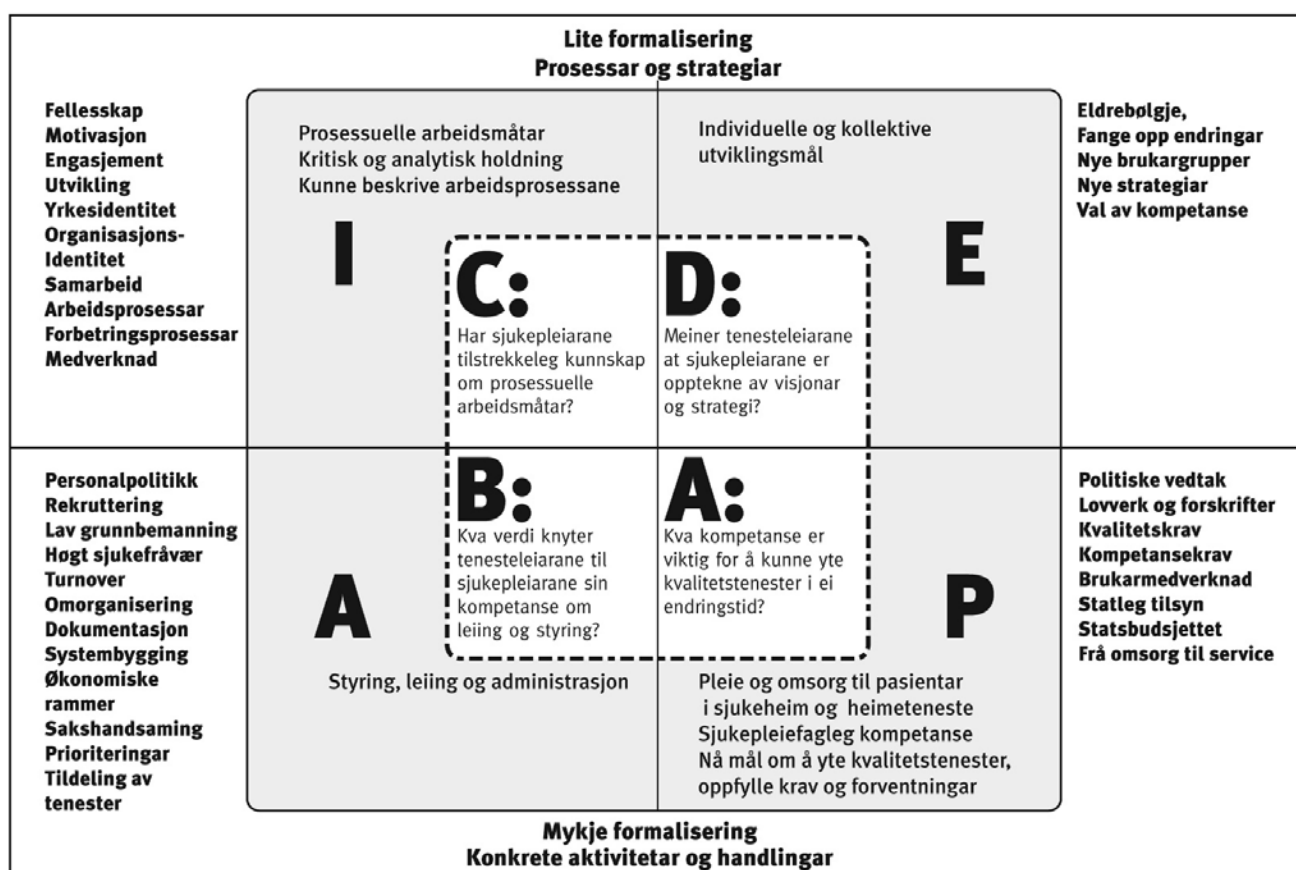 Lite formalisering
Prosessar og strategiar
Fellesskap
Motivasjon
Engasjement
Utvikling
Yrkesidentitet
Organisasjons-
Identitet
Samarbeid
Arbeidsprosessar
Forbetringsprosessar
Medverknad
Prosessuelle arbeidsmåtar
Kritisk og analytisk holdning
Kunne beskrive arbeidsprosessane
I
C:
Har sjukepleiarane
tilstrekkeleg kunnskap
om prosessuelle
arbeidsmåtar?
Individuelle og kollektive
utviklingsmål
E
D:
Meiner tenesteleiarane
at sjukepleiarane er
opptekne av visjonar
og strategi?
Eldrebølgje,
Fange opp endringar
Nye brukargrupper
Nye strategiar
Val av kompetanse
Personalpolitikk
Rekruttering
Lav grunnbemanning
Høgt sjukefråvær
Turnover
Omorganisering
Dokumentasjon
Systembygging
Økonomiske
rammer
Sakshandsaming
Prioriteringar
Tildeling av
tenester
A
B:
Kva verdi knyter
tenesteleiarane til
sjukepleiarane sin
kompetanse om
leiing og styring?
Styring, leiing og administrasjon
A:
Kva kompetanse er
viktig for å kunne yte
kvalitetstenester i ei
endringstid?
P
Pleie og omsorg til pasientar
i sjukeheim og heimeteneste
Sjukepleiefagleg kompetanse
Nå mål om å yte kvalitetstenester,
oppfylle krav og forventningar
Politiske vedtak
Lovverk og forskrifter
Kvalitetskrav
Kompetansekrav
Brukarmedverknad
Statleg tilsyn
Statsbudsjettet
Frå omsorg til service
Mykje formalisering
Konkrete aktivitetar og handlingar